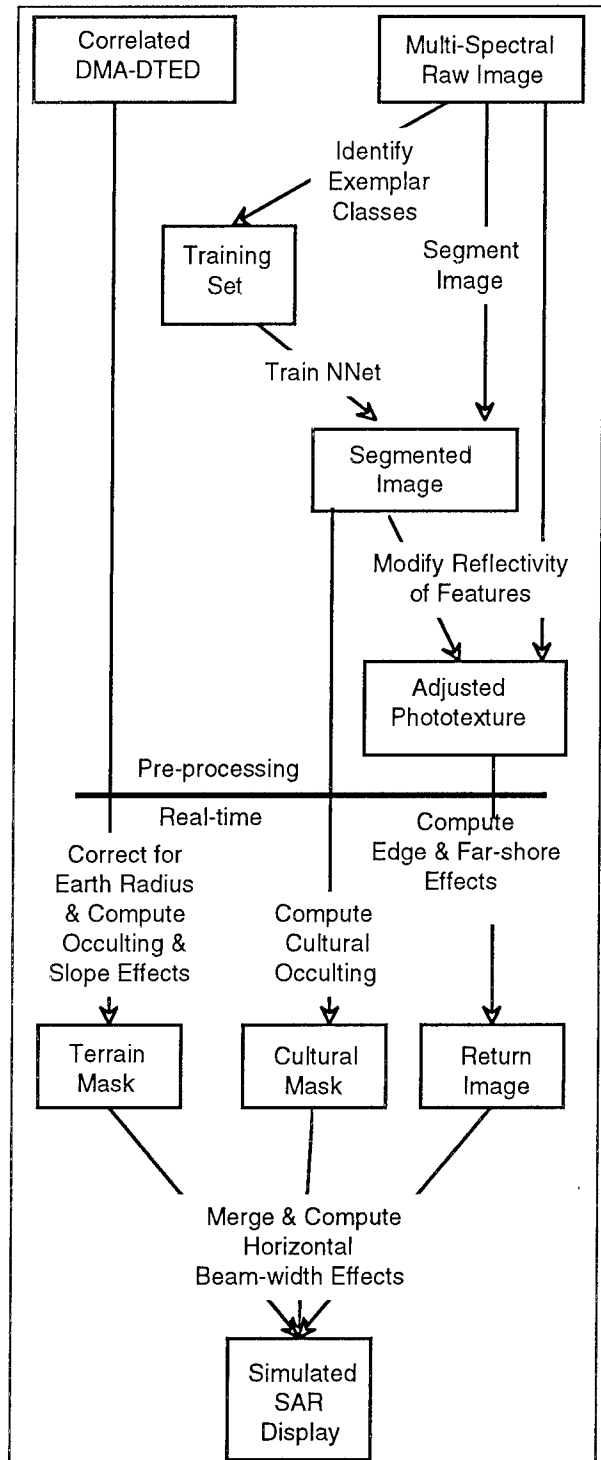 Correlated
DMA-DTED
Multi-Spectral
Raw Image
Identify
Exemplar
Classes
Training
Set
Segment
Image
Train NNet
Segmented
Image
Modify Reflectivity
of Features
Adjusted
Phototexture
Pre-processing
Real-time
Correct for
Earth Radius
& Compute
Occulting &
Slope Effects
Compute
Cultural
Occulting
Compute
Edge & Far-shore
Effects
Terrain
Mask
Cultural
Mask
Return
Image
Merge & Compute
Horizontal
Beam-width Effects
Simulated
SAR
Display